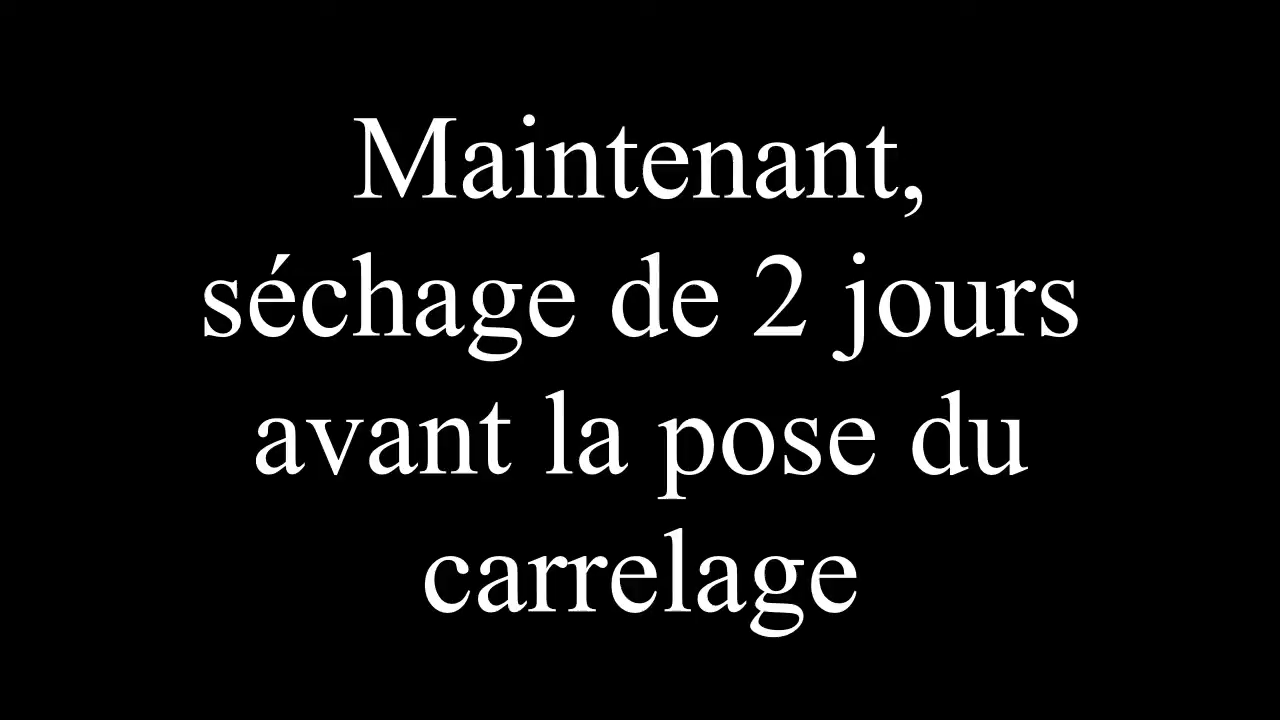 Maintenant,
séchage de 2 jours
avant la pose du
carrelage